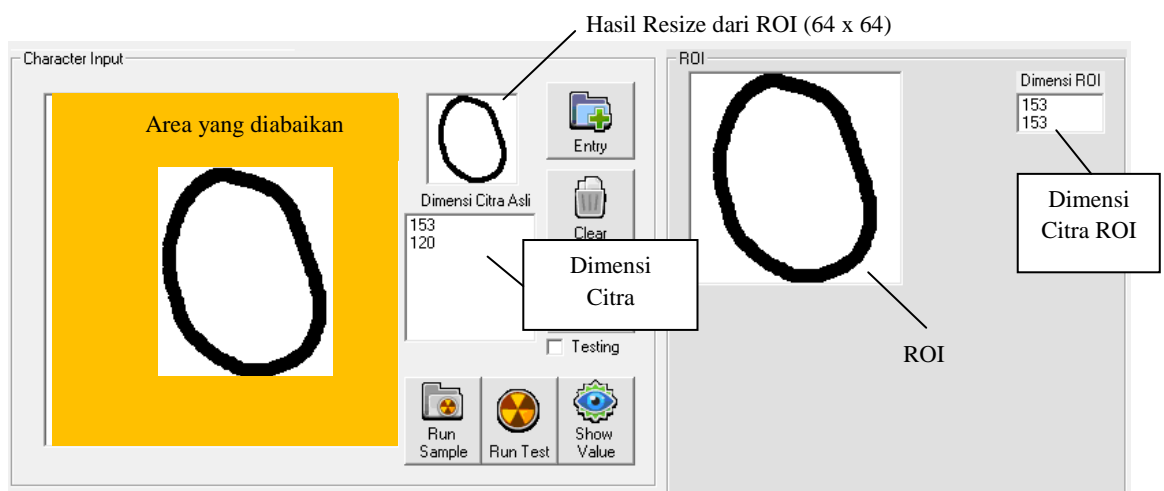 Hasil Resize dari ROI (64 x 64)
Character Input
Area yang diabaikan
Dimensi Citra Asli
153
120
Dimensi
Citra
Entry
Clear
Testing
Run
Sample
Run Test
Show
Value
ROI
Dimensi ROI
153
153
Dimensi
Citra ROI
ROI